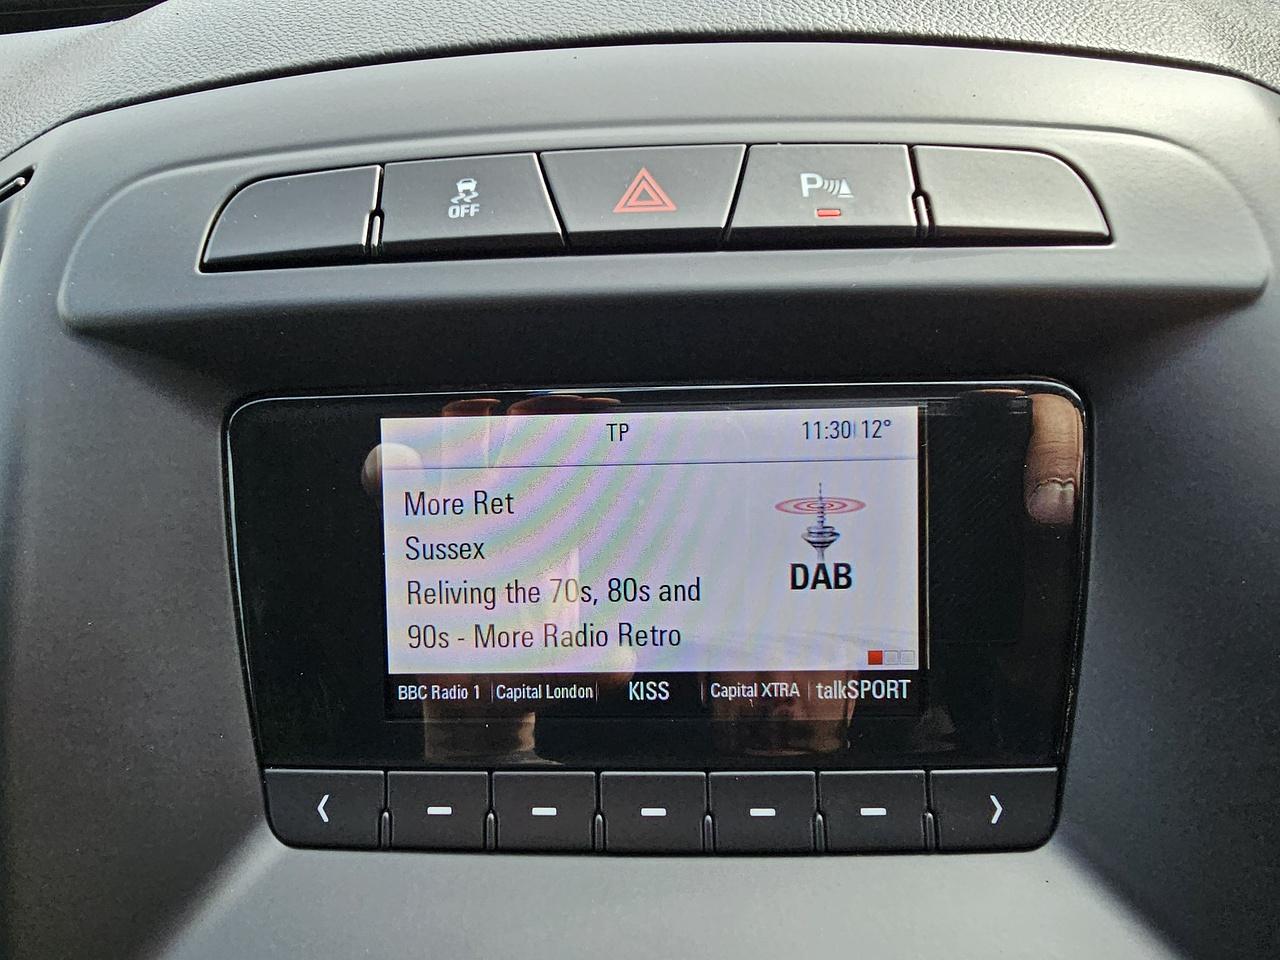 OFF
P
TP
11:30 12°
More Ret
Sussex
Reliving the 70s, 80s and
90s - More Radio Retro
DAB
BBC Radio 1 Capital London KISS Capital XTRA talkSPORT